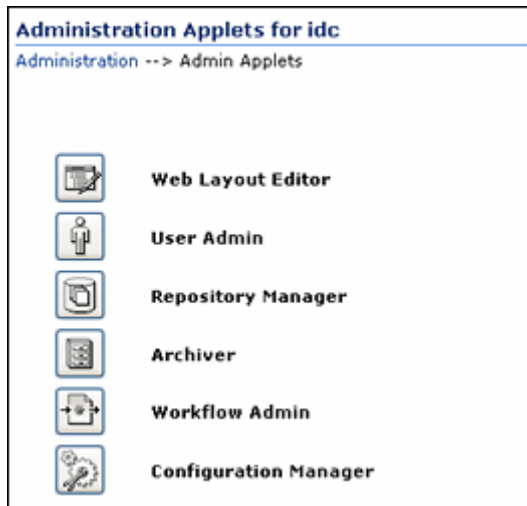 Administration Applets for idc
Administration --> Admin Applets
Web Layout Editor
User Admin
Repository Manager
Archiver
Workflow Admin
Configuration Manager